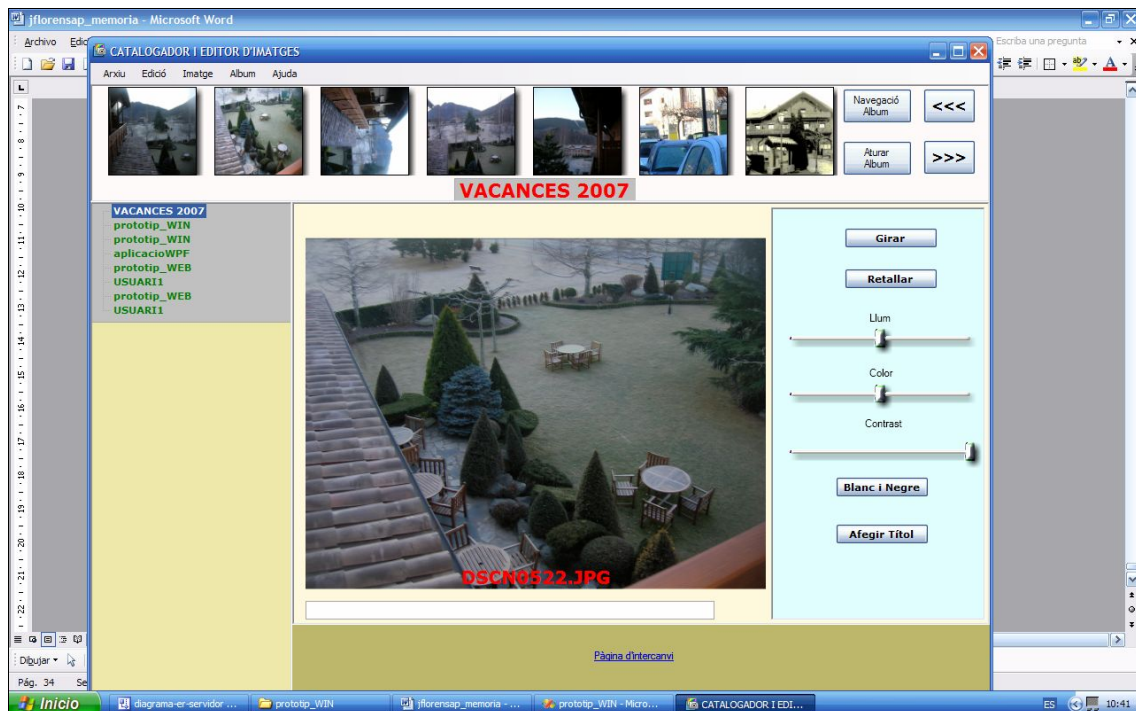 jflorensap_memoria - Microsoft Word
Archivo
Escriba una pregunta
CATALOGADOR I EDITOR D'IMATGES
Arxiu Edició Imatge Album Ajuda
Navegació Album
<<<
Aturar Album
>>>
VACANCES 2007
VACANCES 2007
prototip_WIN
prototip_WIN
aplicacioWPF
prototip_WEB
USUARI1
prototip_WEB
USUARI1
Girar
Retallar
Llum
Color
Contrast
Blanc i Negre
Afegir Títol
DSCN0522.JPG
Pàgina d'intercanvi
Dibujar
Pág. 34 Se
Inicio
diagrama-er-servidor ...
prototip_WIN
jflorensap_memoria - ...
prototip_WIN - Micro...
CATALOGADOR I EDI...
ES
10:41